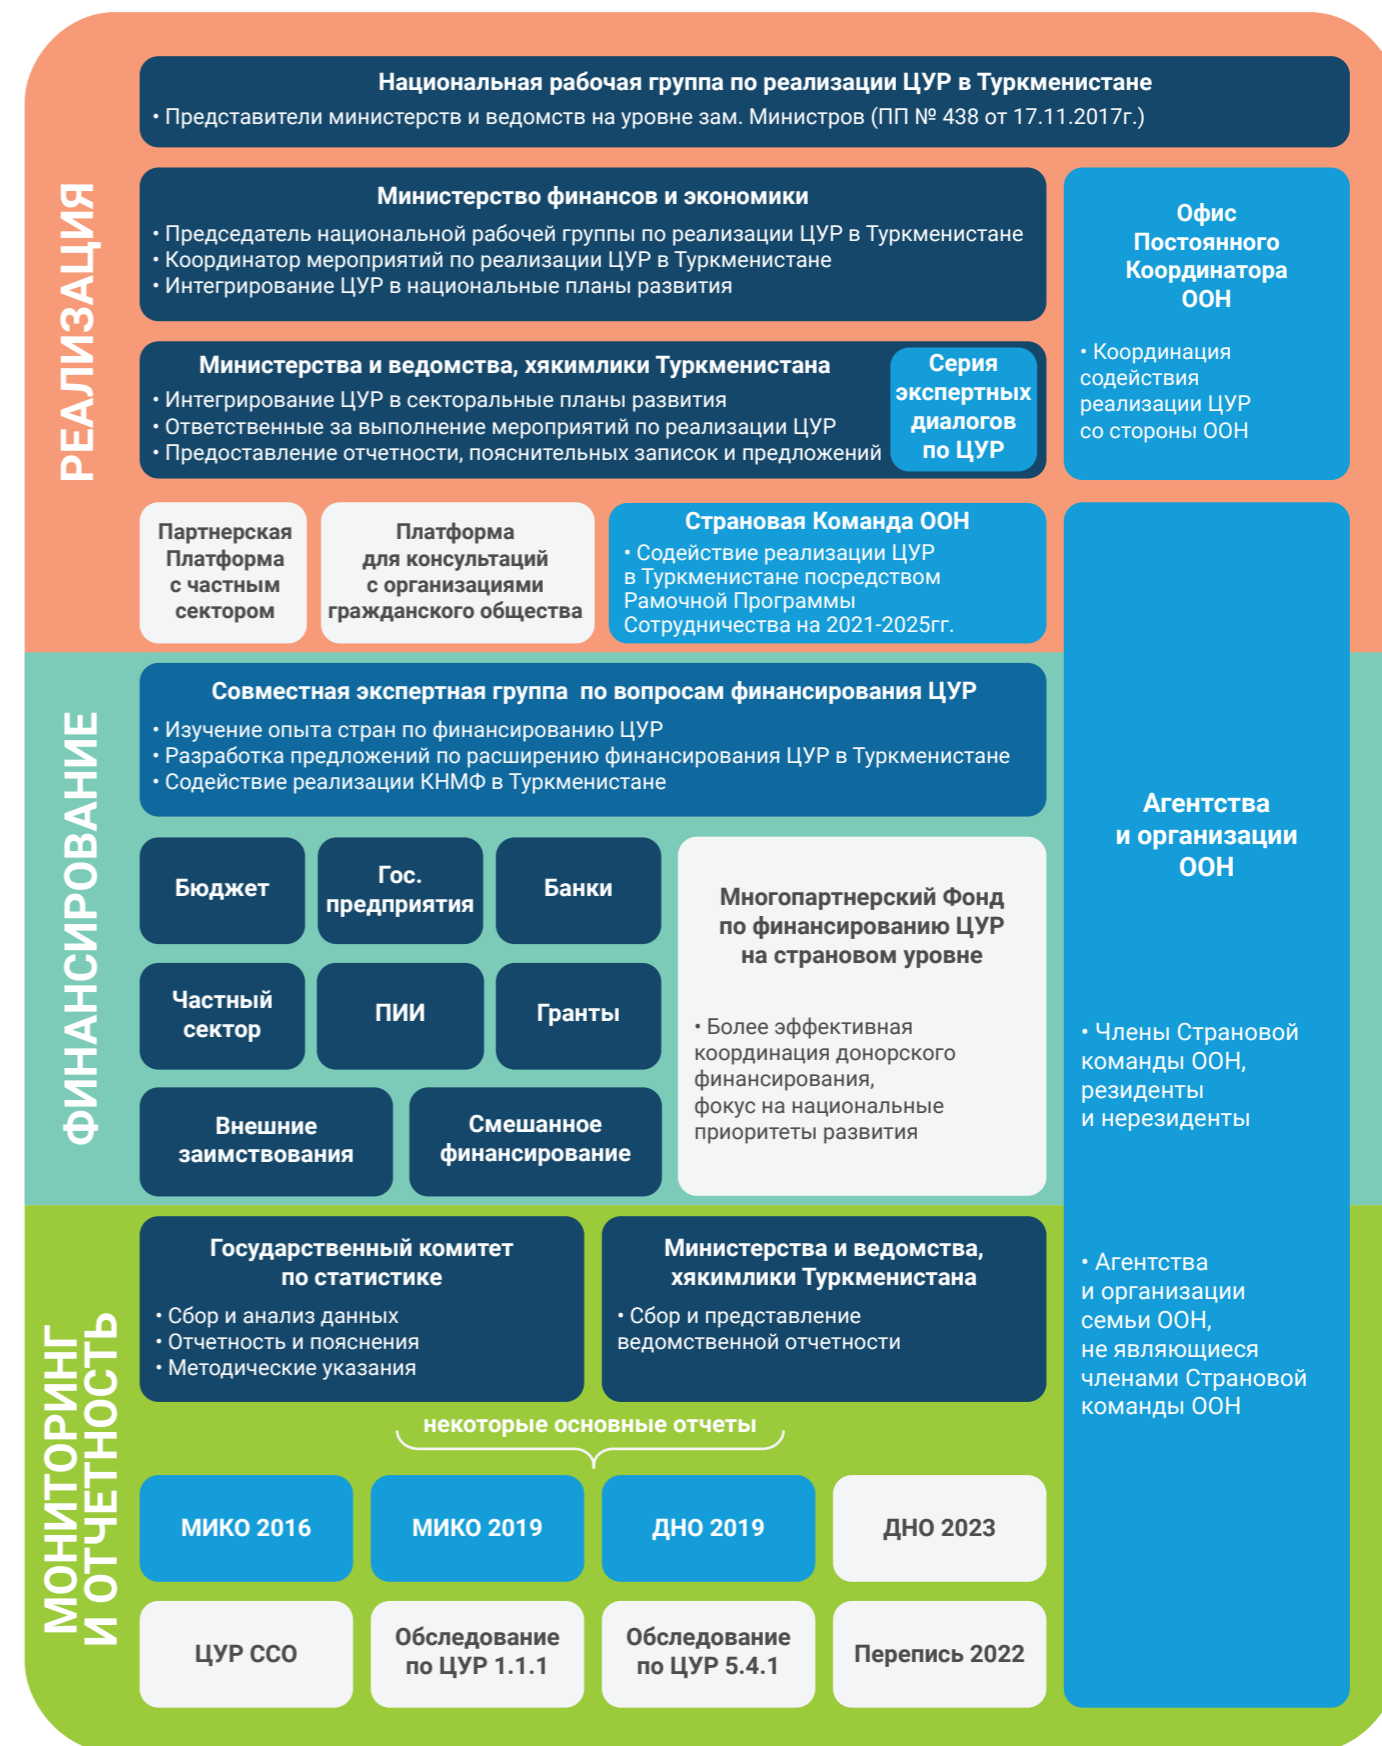 РЕАЛИЗАЦИЯ
Национальная рабочая группа по реализации ЦУР в Туркменистане
• Представители министерств и ведомств на уровне зам. Министров (ПП № 438 от 17.11.2017г.)
Министерство финансов и экономики
• Председатель национальной рабочей группы по реализации ЦУР в Туркменистане
• Координатор мероприятий по реализации ЦУР в Туркменистане
• Интегрирование ЦУР в национальные планы развития
Офис
Постоянного
Координатора
ООН
• Координация
содействия
реализации ЦУР
со стороны ООН
Министерства и ведомства, хякимлики Туркменистана
• Интегрирование ЦУР в секторальные планы развития
• Ответственные за выполнение мероприятий по реализации ЦУР
• Предоставление отчетности, пояснительных записок и предложений
Серия
экспертных
диалогов
по ЦУР
Партнерская
Платформа
с частным
сектором
Платформа
для консультаций
с организациями
гражданского общества
Страновая Команда ООН
• Содействие реализации ЦУР
в Туркменистане посредством
Рамочной Программы
Сотрудничества на 2021-2025гг.
ФИНАНСИРОВАНИЕ
Совместная экспертная группа по вопросам финансирования ЦУР
• Изучение опыта стран по финансированию ЦУР
• Разработка предложений по расширению финансирования ЦУР в Туркменистане
• Содействие реализации КНМФ в Туркменистане
Бюджет
Гос.
предприятия
Банки
Частный
сектор
ПИИ
Гранты
Внешние
заимствования
Смешанное
финансирование
Многопартнерский Фонд
по финансированию ЦУР
на страновом уровне
• Более эффективная
координация донорского
финансирования,
фокус на национальные
приоритеты развития
Агентства
и организации
ООН
• Члены Страновой
команды ООН,
резиденты
и нерезиденты
• Агентства
и организации
семьи ООН,
не являющиеся
членами Страновой
команды ООН
МОНИТОРИНГ
И ОТЧЕТНОСТЬ
Государственный комитет
по статистике
• Сбор и анализ данных
• Отчетность и пояснения
• Методические указания
Министерства и ведомства,
хякимлики Туркменистана
• Сбор и представление
ведомственной отчетности
некоторые основные отчеты
МИКО 2016
МИКО 2019
ДНО 2019
ДНО 2023
ЦУР ССО
Обследование
по ЦУР 1.1.1
Обследование
по ЦУР 5.4.1
Перепись 2022